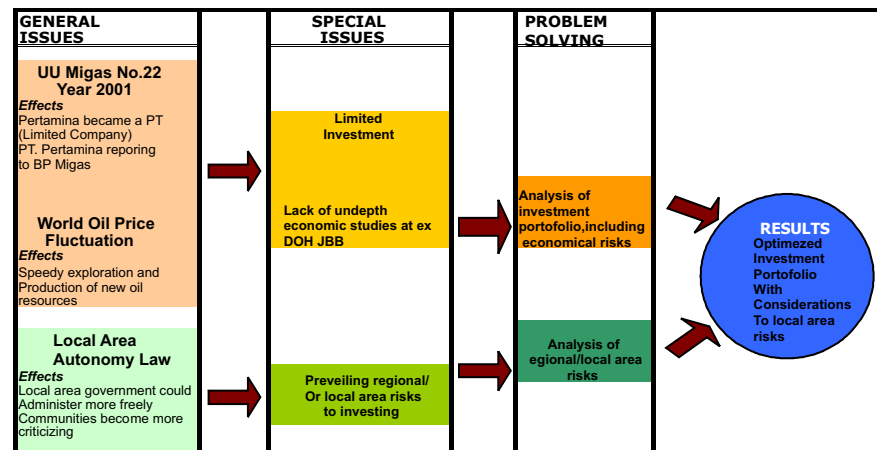 GENERAL
ISSUES
UU Migas No.22
Year 2001
Effects
Pertamina became a PT
(Limited Company)
PT. Pertamina reporing
to BP Migas
World Oil Price
Fluctuation
Effects
Speedy exploration and
Production of new oil
resources
Local Area
Autonomy Law
Effects
Local area government could
Administer more freely
Communities become more
criticizing
SPECIAL
ISSUES
Limited
Investment
Lack of undepth
economic studies at ex
DOH JBB
Preveiling regional/
Or local area risks
to investing
PROBLEM
SOLVING
Analysis of
investment
portofolio,including
economical risks
Analysis of
egional/local area
risks
RESULTS
Optimezed
Investment
Portofolio
With
Considerations
To local area
risks